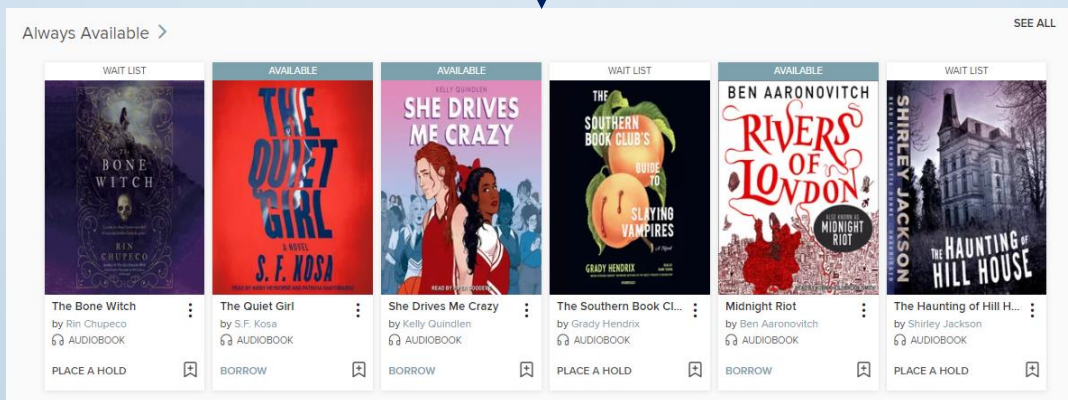 Always Available >
SEE ALL
WAIT LIST
THE
BONE
WITCH
RIN
CHUPECO
The Bone Witch
by Rin Chupeco
AUDIOBOOK
PLACE A HOLD
AVAILABLE
THE
QUIET
GIRL
A NOVEL
S. F. KOSA
The Quiet Girl
by S.F. Kosa
AUDIOBOOK
BORROW
AVAILABLE
KELLY QUINDLEN
SHE DRIVES
ME CRAZY
She Drives Me Crazy
by Kelly Quindlen
AUDIOBOOK
BORROW
WAIT LIST
THE
SOUTHERN
BOOK CLUB'S
GUIDE
TO
SLAYING
VAMPIRES
A Novel
GRADY HENDRIX
The Southern Book Cl...
by Grady Hendrix
AUDIOBOOK
PLACE A HOLD
AVAILABLE
BEN AARONOVITCH
RIVERS
OF
LONDON
ALSO KNOWN AS
MIDNIGHT
RIOT
Midnight Riot
by Ben Aaronovitch
AUDIOBOOK
BORROW
WAIT LIST
SHIRLEY JACKSON
THE HAUNTING OF
HILL HOUSE
The Haunting of Hill H...
by Shirley Jackson
AUDIOBOOK
PLACE A HOLD